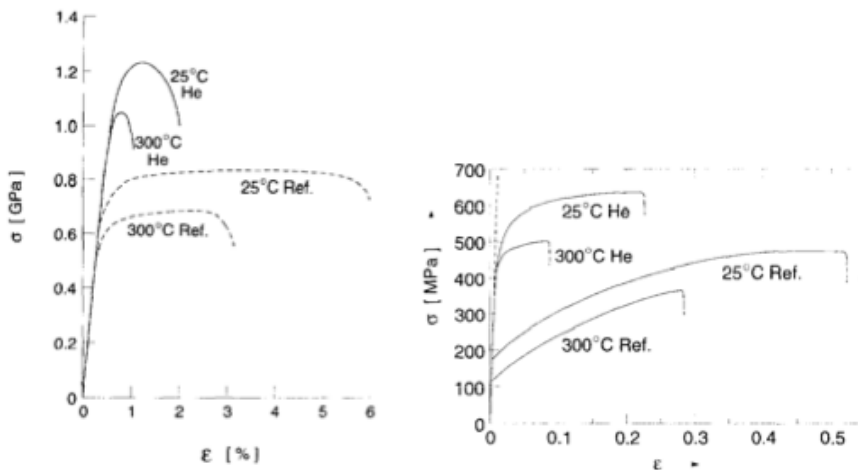 1.4
1.2
1.0
0.8
0.6
0.4
0.2
0
σ [GPa]
25°C
He
300°C
He
25°C Ref.
300°C Ref.
0 1 2 3 4 5 6
ε [%]
700
600
500
400
300
200
100
0
σ [MPa]
25°C He
300°C He
25°C Ref.
300°C Ref.
0 0.1 0.2 0.3 0.4 0.5
ε